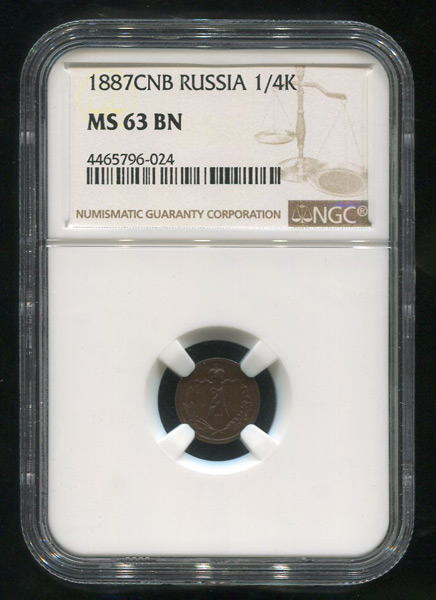 1887CNB RUSSIA 1/4K
MS 63 BN
4465796-024
NUMISMATIC GUARANTY CORPORATION NGC®